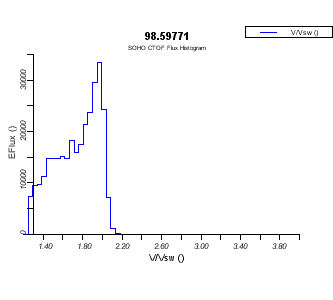 V/Vsw ()
98.59771
SOHO CTOF Flux Histogram
EFlux ()
30000
20000
10000
0
1.40 1.80 2.20 2.60 3.00 3.40 3.80
V/Vsw ()